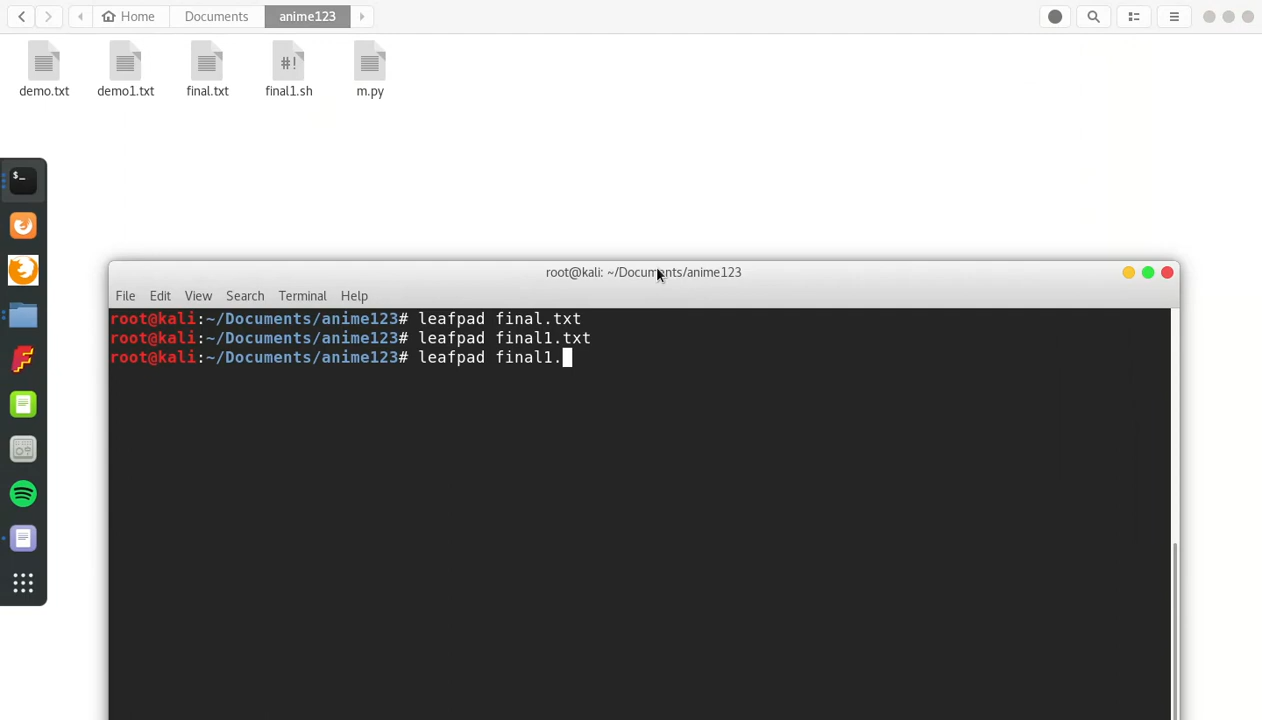 Home Documents anime123
demo.txt demo1.txt final.txt final1.sh m.py
#!
$_
root@kali: ~/Documents/anime123
File Edit View Search Terminal Help
root@kali:~/Documents/anime123# leafpad final.txt
root@kali:~/Documents/anime123# leafpad final1.txt
root@kali:~/Documents/anime123# leafpad final1.